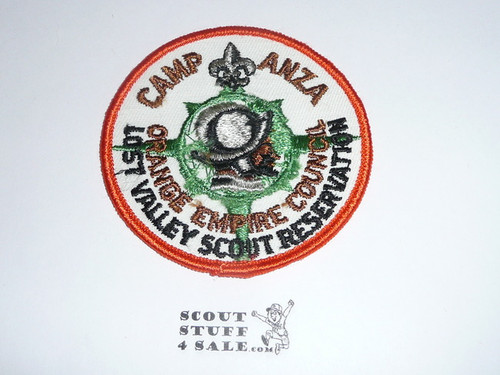 CAMP ANZA
ORANGE EMPIRE COUNCIL
LOST VALLEY SCOUT RESERVATION
SCOUT
STUFF
4 SALE.COM